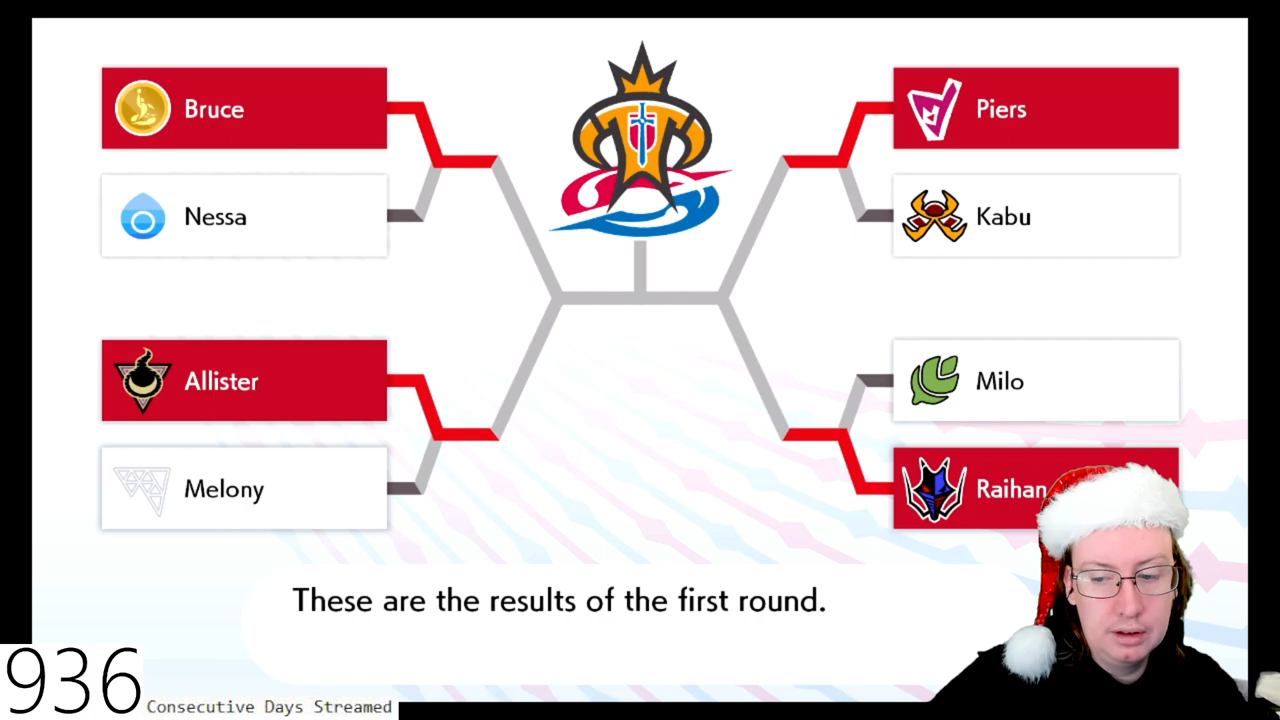 Bruce
Nessa
Allister
Melony
Piers
Kabu
Milo
Raihan
These are the results of the first round.
936
Consecutive Days Streamed